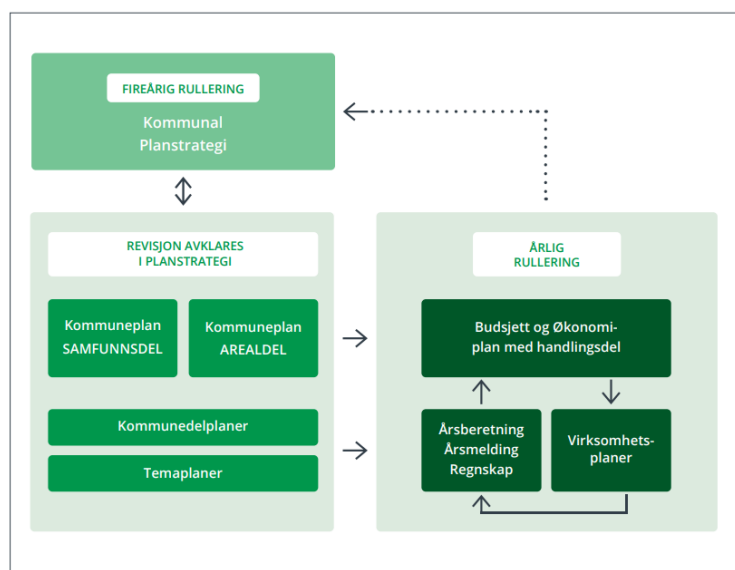 FIREÅRIG RULLERING
Kommunal
Planstrategi
REVISJON AVKLARES
I PLANSTRATEGI
Kommuneplan
SAMFUNNSDEL
Kommuneplan
AREALDEL
Kommunedelplaner
Temaplaner
ÅRLIG
RULLERING
Budsjett og Økonomi-
plan med handlingsdel
Årsberetning
Årsmelding
Regnskap
Virksomhets-
planer